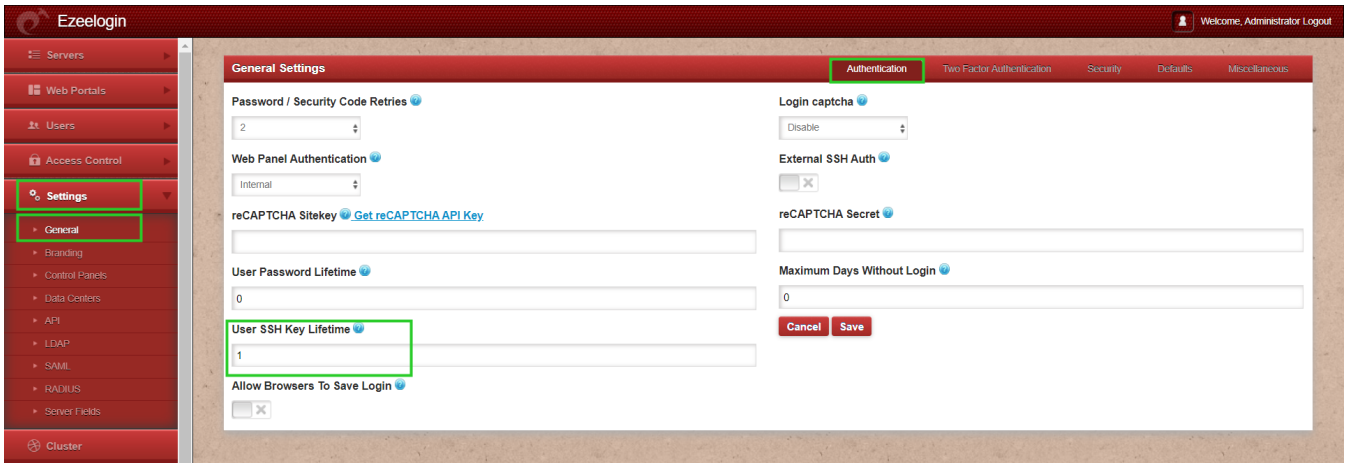 Ezeelogin
Welcome, Administrator Logout
Servers
Web Portals
Users
Access Control
Settings
General
Branding
Control Panels
Data Centers
API
LDAP
SAML
RADIUS
Server Fields
Cluster
General Settings
Authentication
Two Factor Authentication
Security
Defaults
Miscellaneous
Password / Security Code Retries
2
Login captcha
Disable
Web Panel Authentication
Internal
External SSH Auth
reCAPTCHA Sitekey Get reCAPTCHA API Key
reCAPTCHA Secret
User Password Lifetime
0
Maximum Days Without Login
0
User SSH Key Lifetime
1
Cancel Save
Allow Browsers To Save Login